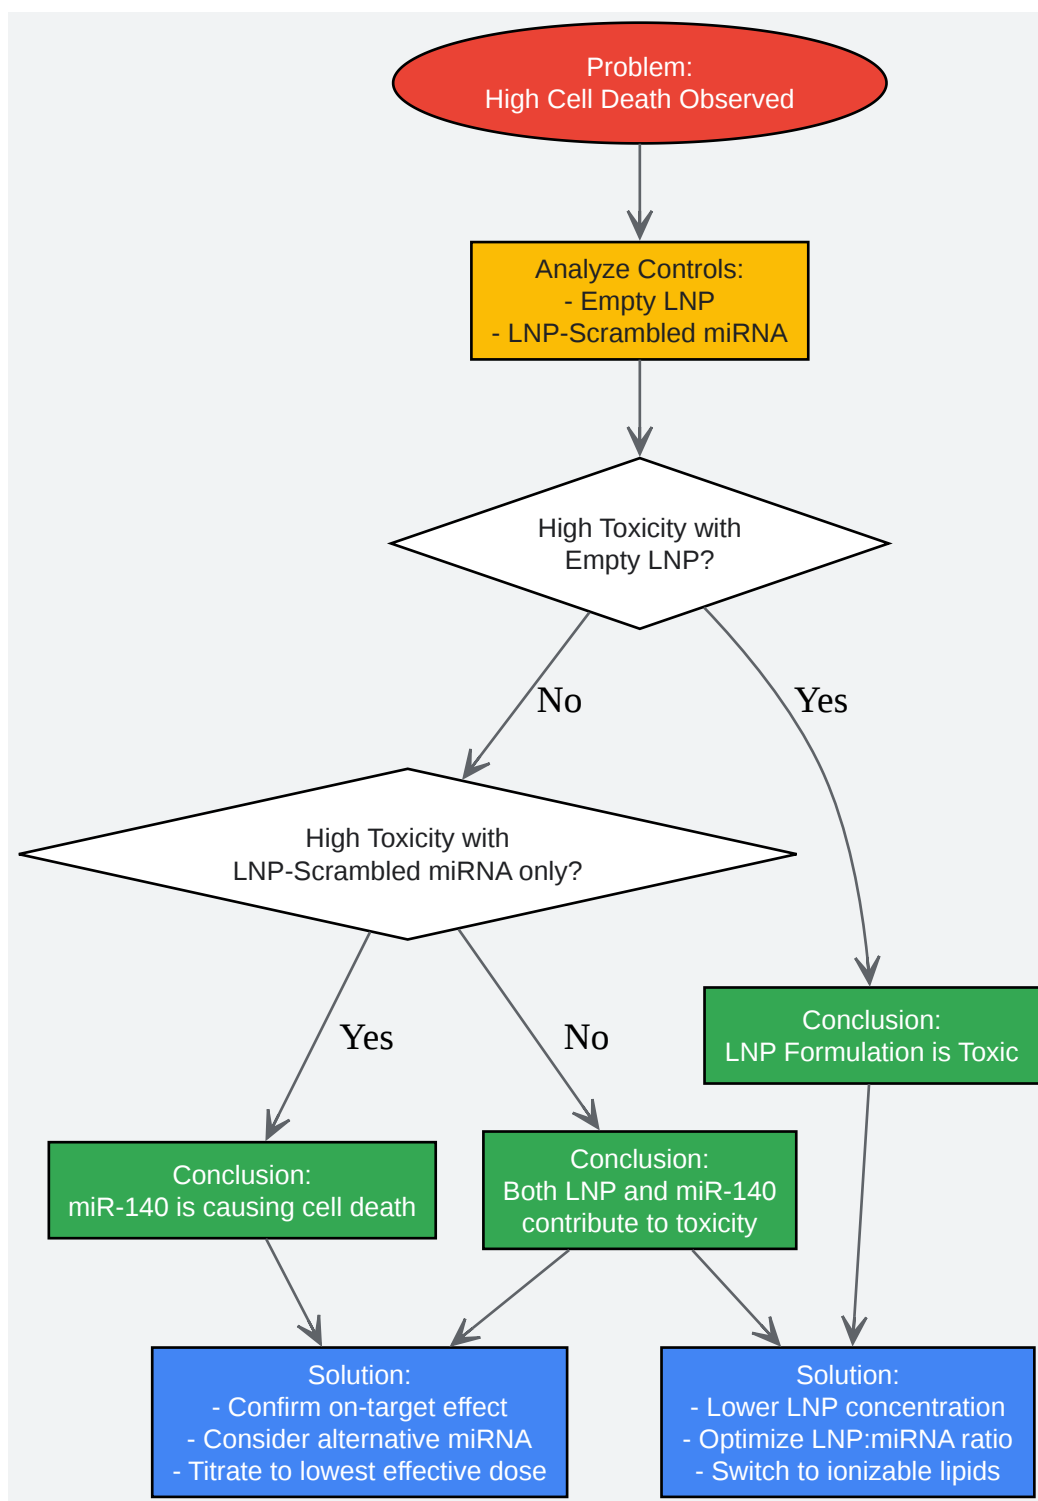 Problem:
High Cell Death Observed
Analyze Controls:
- Empty LNP
- LNP-Scrambled miRNA
High Toxicity with
Empty LNP?
No
Yes
High Toxicity with
LNP-Scrambled miRNA only?
Yes
No
Conclusion:
LNP Formulation is Toxic
Conclusion:
miR-140 is causing cell death
Conclusion:
Both LNP and miR-140
contribute to toxicity
Solution:
- Confirm on-target effect
- Consider alternative miRNA
- Titrate to lowest effective dose
Solution:
- Lower LNP concentration
- Optimize LNP:miRNA ratio
- Switch to ionizable lipids